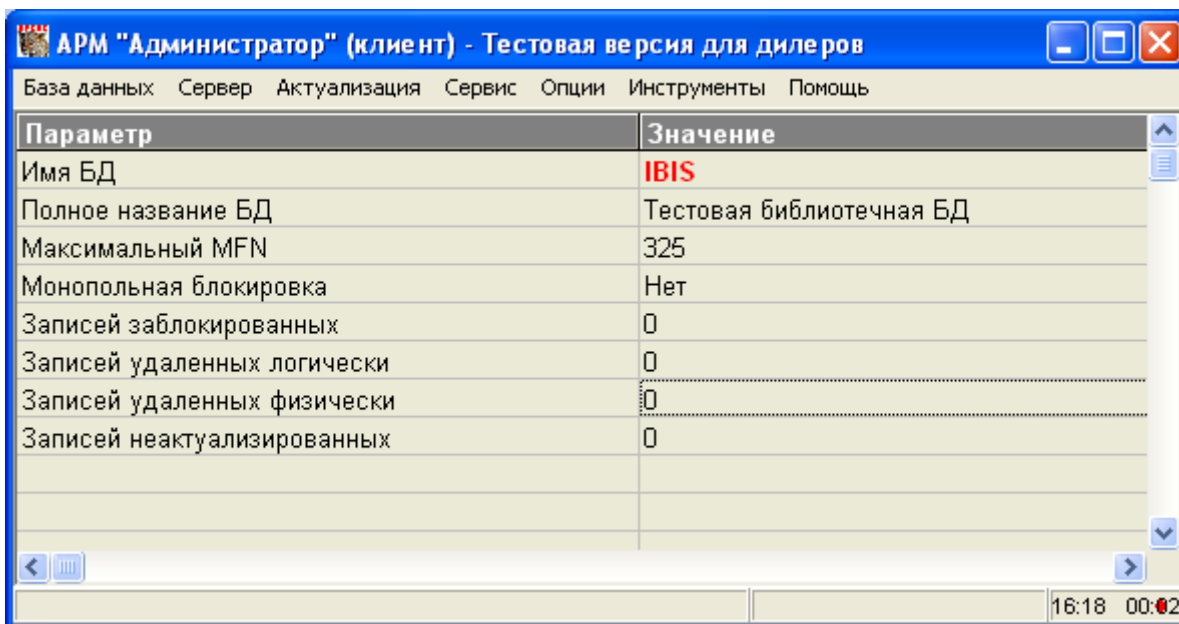 АРМ "Администратор" (клиент) - Тестовая версия для дилеров
База данных Сервер Актуализация Сервис Опции Инструменты Помощь
Параметр Значение
Имя БД IBIS
Полное название БД Тестовая библиотечная БД
Максимальный MFN 325
Монопольная блокировка Нет
Записей заблокированных 0
Записей удаленных логически 0
Записей удаленных физически 0
Записей неактуализированных 0
16:18 00:02